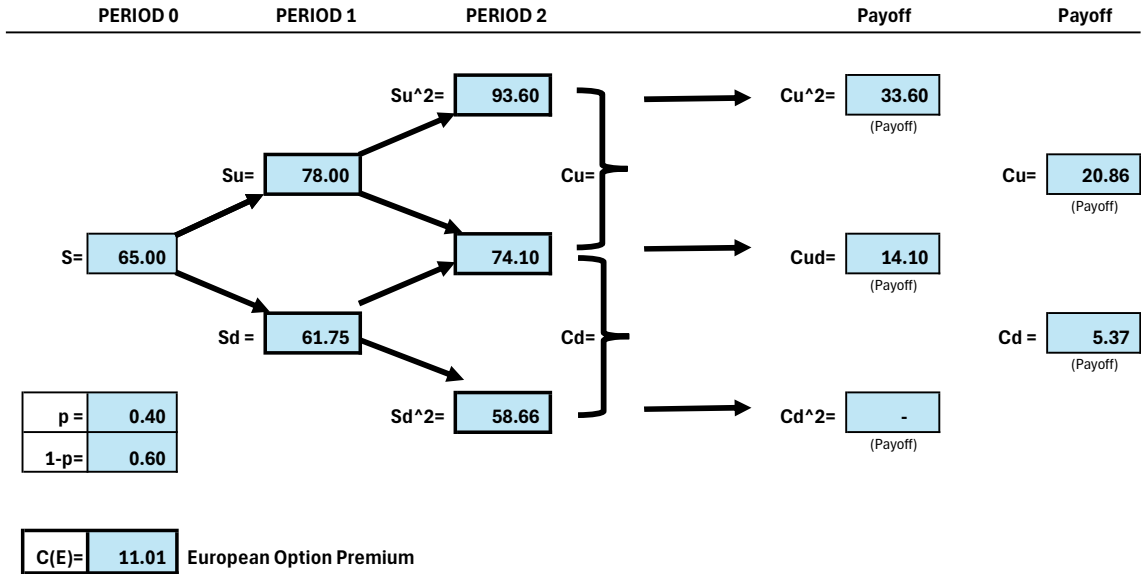 PERIOD 0 PERIOD 1 PERIOD 2 Payoff Payoff
Su^2= 93.60 Cu^2= 33.60
(Payoff)
Su= 78.00 Cu= Cu= 20.86
(Payoff)
S= 65.00 74.10 Cud= 14.10
(Payoff)
Sd = 61.75 Cd= Cd = 5.37
(Payoff)
p = 0.40 Sd^2= 58.66 Cd^2= -
(Payoff)
1-p= 0.60
C(E)= 11.01 European Option Premium